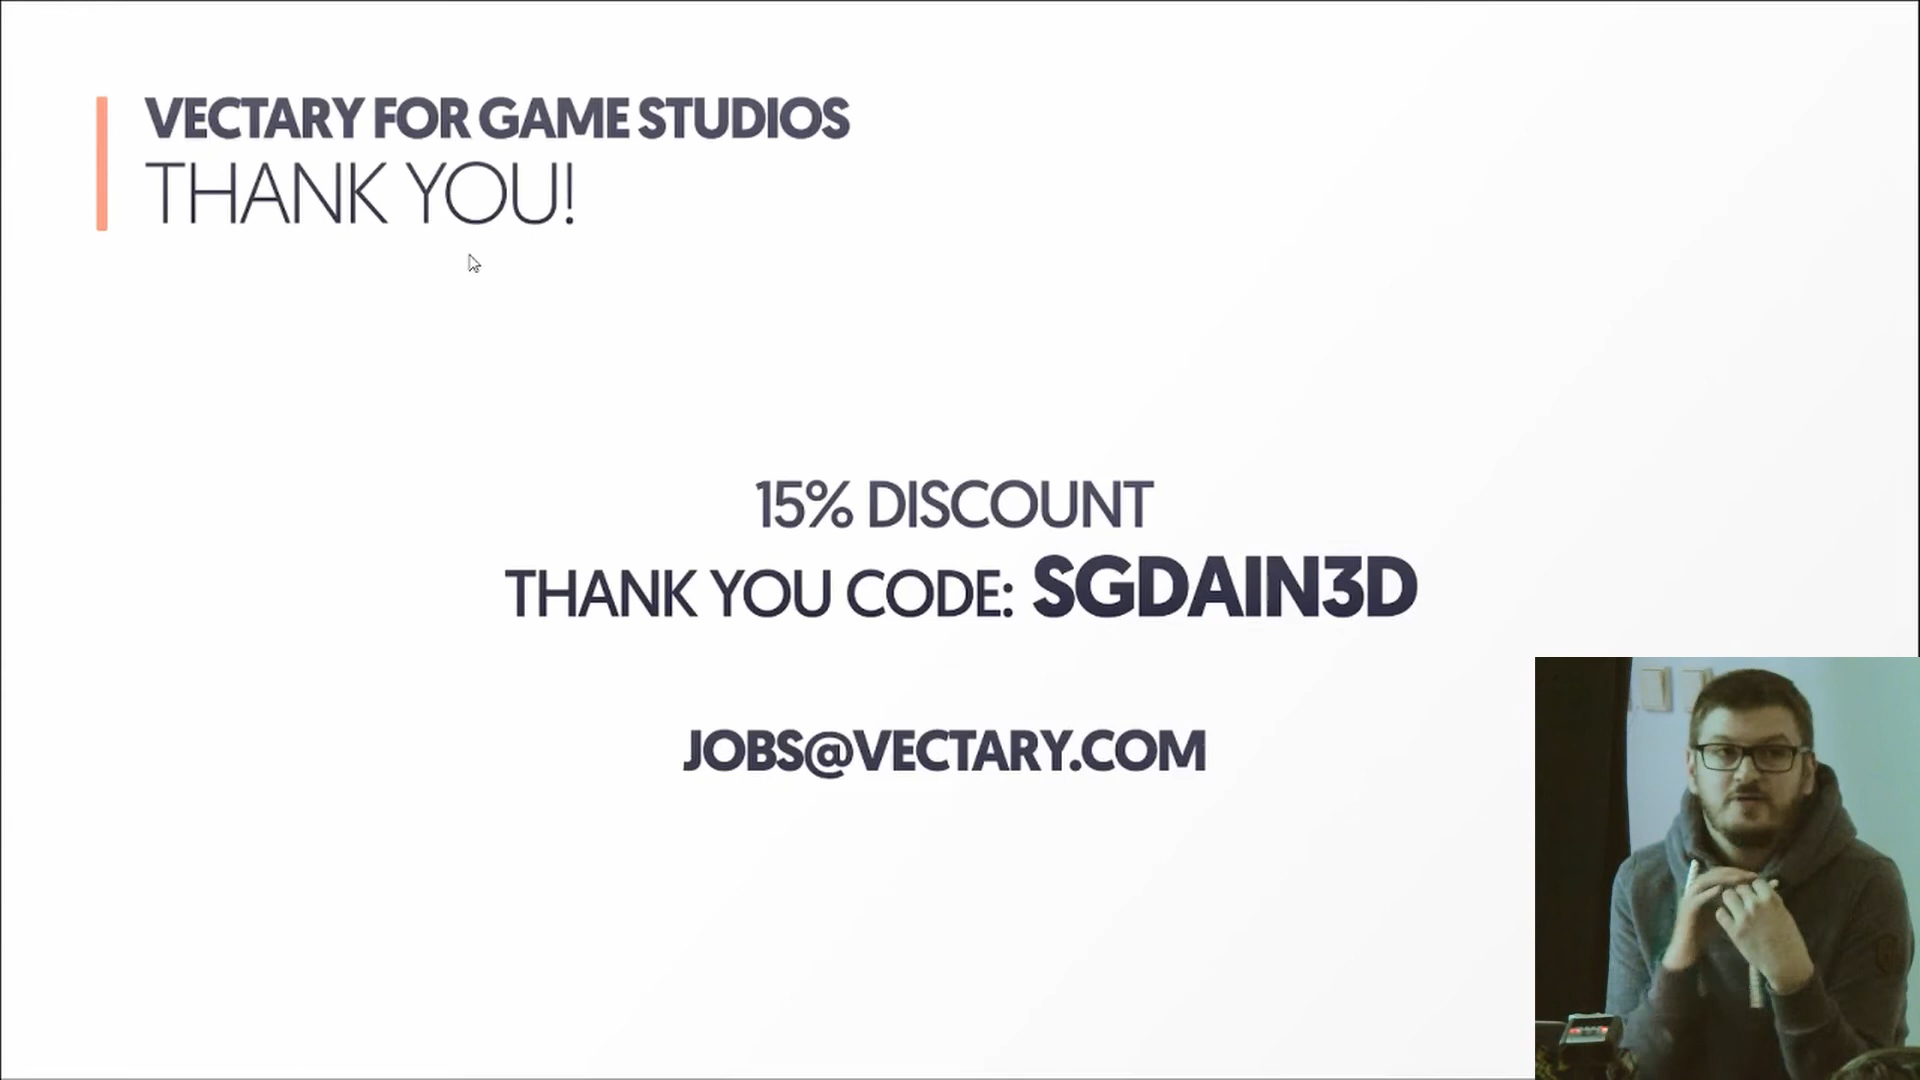 VECTARY FOR GAME STUDIOS
THANK YOU!
15% DISCOUNT
THANK YOU CODE: SGDAIN3D
JOBS@VECTARY.COM